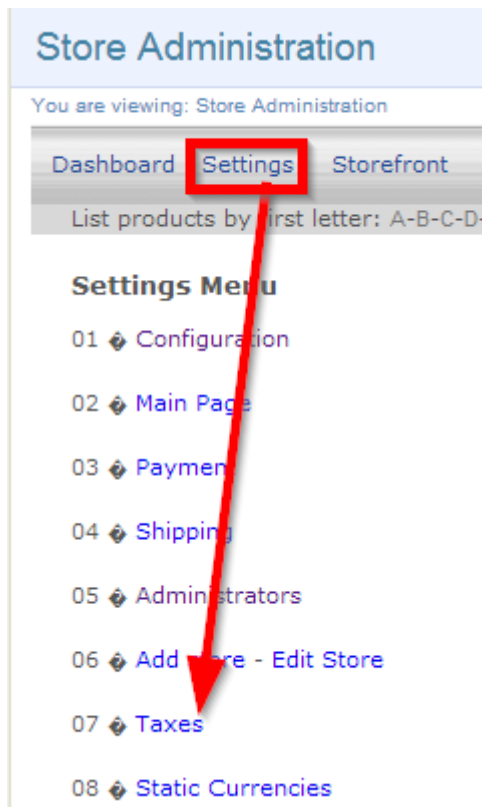 Store Administration
You are viewing: Store Administration
Dashboard Settings Storefront
List products by first letter: A-B-C-D-
Settings Menu
01 � Configuration
02 � Main Page
03 � Payment
04 � Shipping
05 � Administrators
06 � Add Store - Edit Store
07 � Taxes
08 � Static Currencies